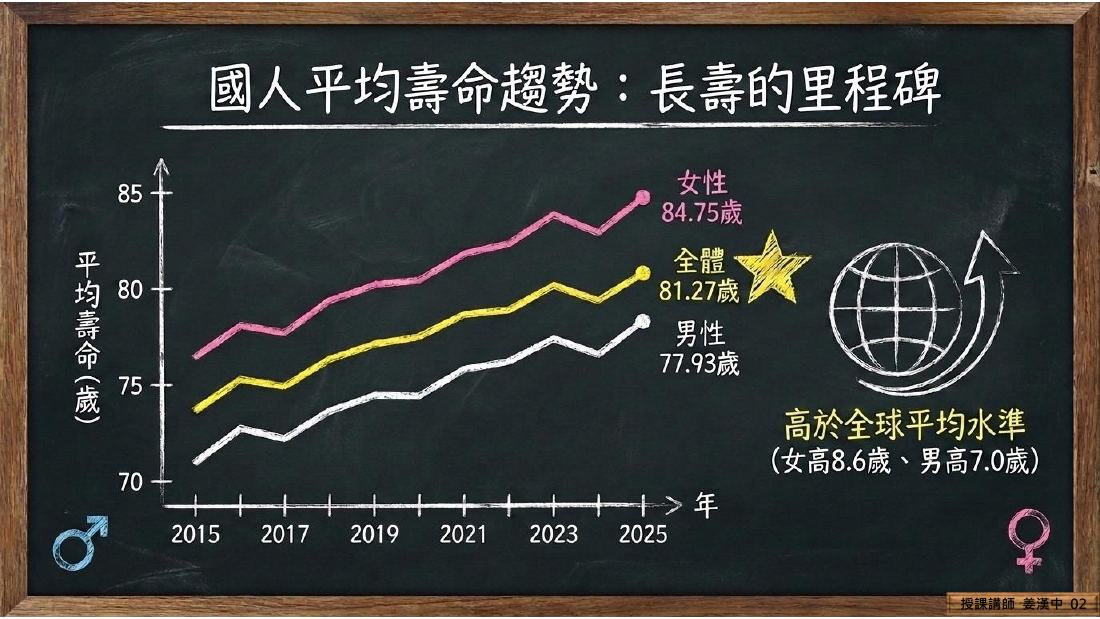 國人平均壽命趨勢：長壽的里程碑
平均壽命(歲)
85
80
75
70
2015 2017 2019 2021 2023 2025
年
女性
84.75歲
全體
81.27歲
男性
77.93歲
高於全球平均水準
(女高8.6歲、男高7.0歲)
授課講師 姜漢中 02